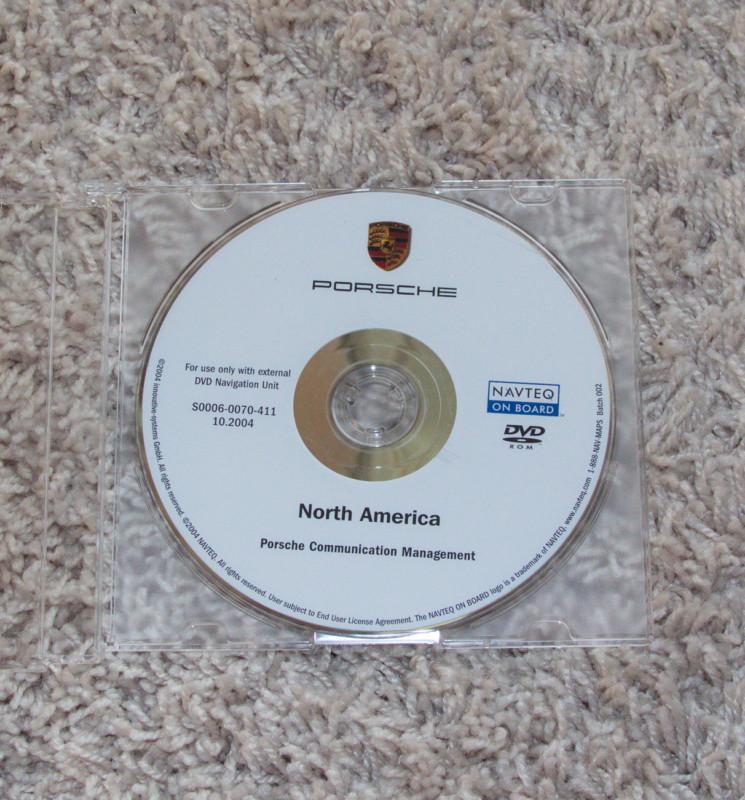 PORSCHE
For use only with external
DVD Navigation Unit
S0006-0070-411
10.2004
NAVTEQ
ON BOARD
™
DVD
ROM
North America
Porsche Communication Management
©2004 innovative-systems GmbH. All rights reserved. ©2004 NAVTEQ. All rights reserved. User subject to End User License Agreement. The NAVTEQ ON BOARD logo is a trademark of NAVTEQ. www.navteq.com 1-888-NAV-MAPS Batch 002